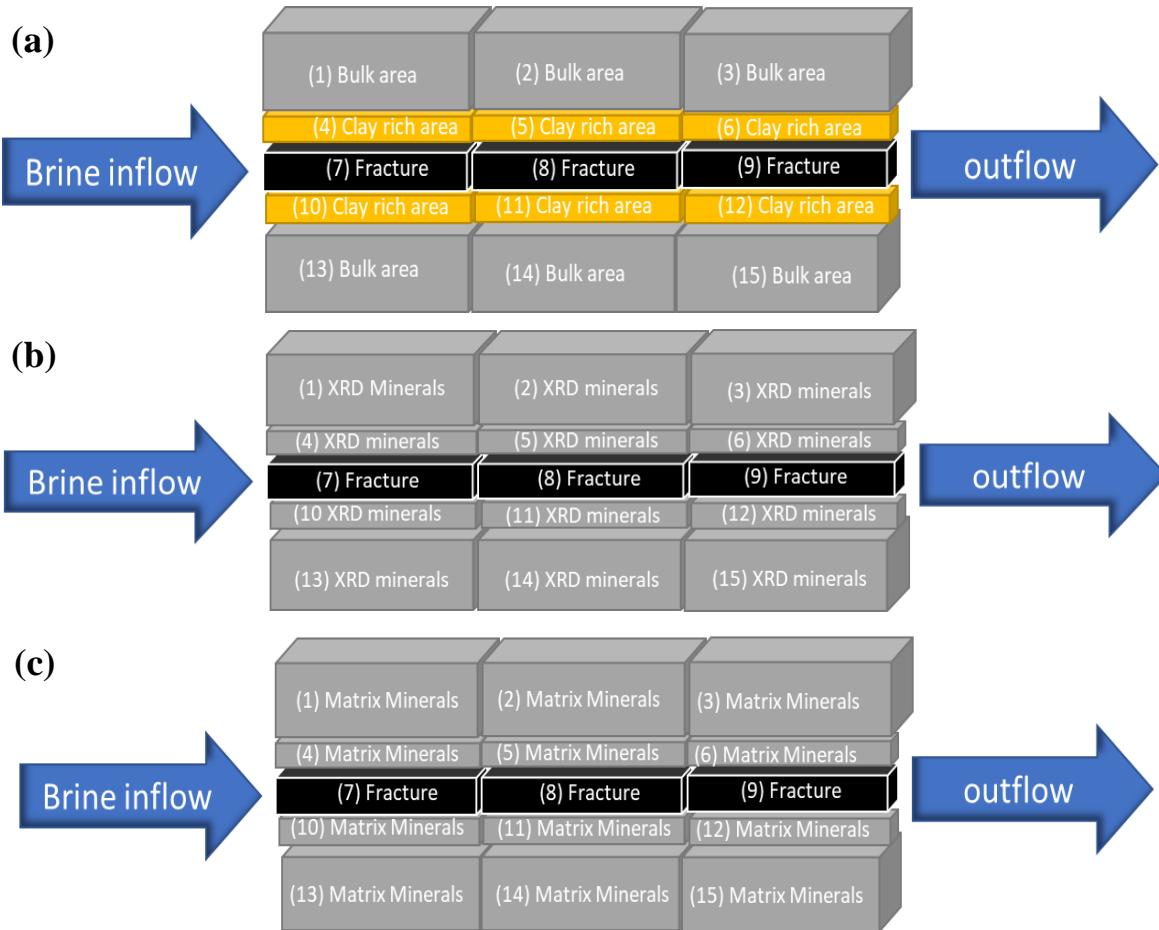 (a)
(1) Bulk area
(2) Bulk area
(3) Bulk area
(4) Clay rich area
(5) Clay rich area
(6) Clay rich area
Brine inflow
(7) Fracture
(8) Fracture
(9) Fracture
outflow
(10) Clay rich area
(11) Clay rich area
(12) Clay rich area
(13) Bulk area
(14) Bulk area
(15) Bulk area
(b)
(1) XRD Minerals
(2) XRD minerals
(3) XRD minerals
(4) XRD minerals
(5) XRD minerals
(6) XRD minerals
Brine inflow
(7) Fracture
(8) Fracture
(9) Fracture
outflow
(10 XRD minerals
(11) XRD minerals
(12) XRD minerals
(13) XRD minerals
(14) XRD minerals
(15) XRD minerals
(c)
(1) Matrix Minerals
(2) Matrix Minerals
(3) Matrix Minerals
(4) Matrix Minerals
(5) Matrix Minerals
(6) Matrix Minerals
Brine inflow
(7) Fracture
(8) Fracture
(9) Fracture
outflow
(10) Matrix Minerals
(11) Matrix Minerals
(12) Matrix Minerals
(13) Matrix Minerals
(14) Matrix Minerals
(15) Matrix Minerals